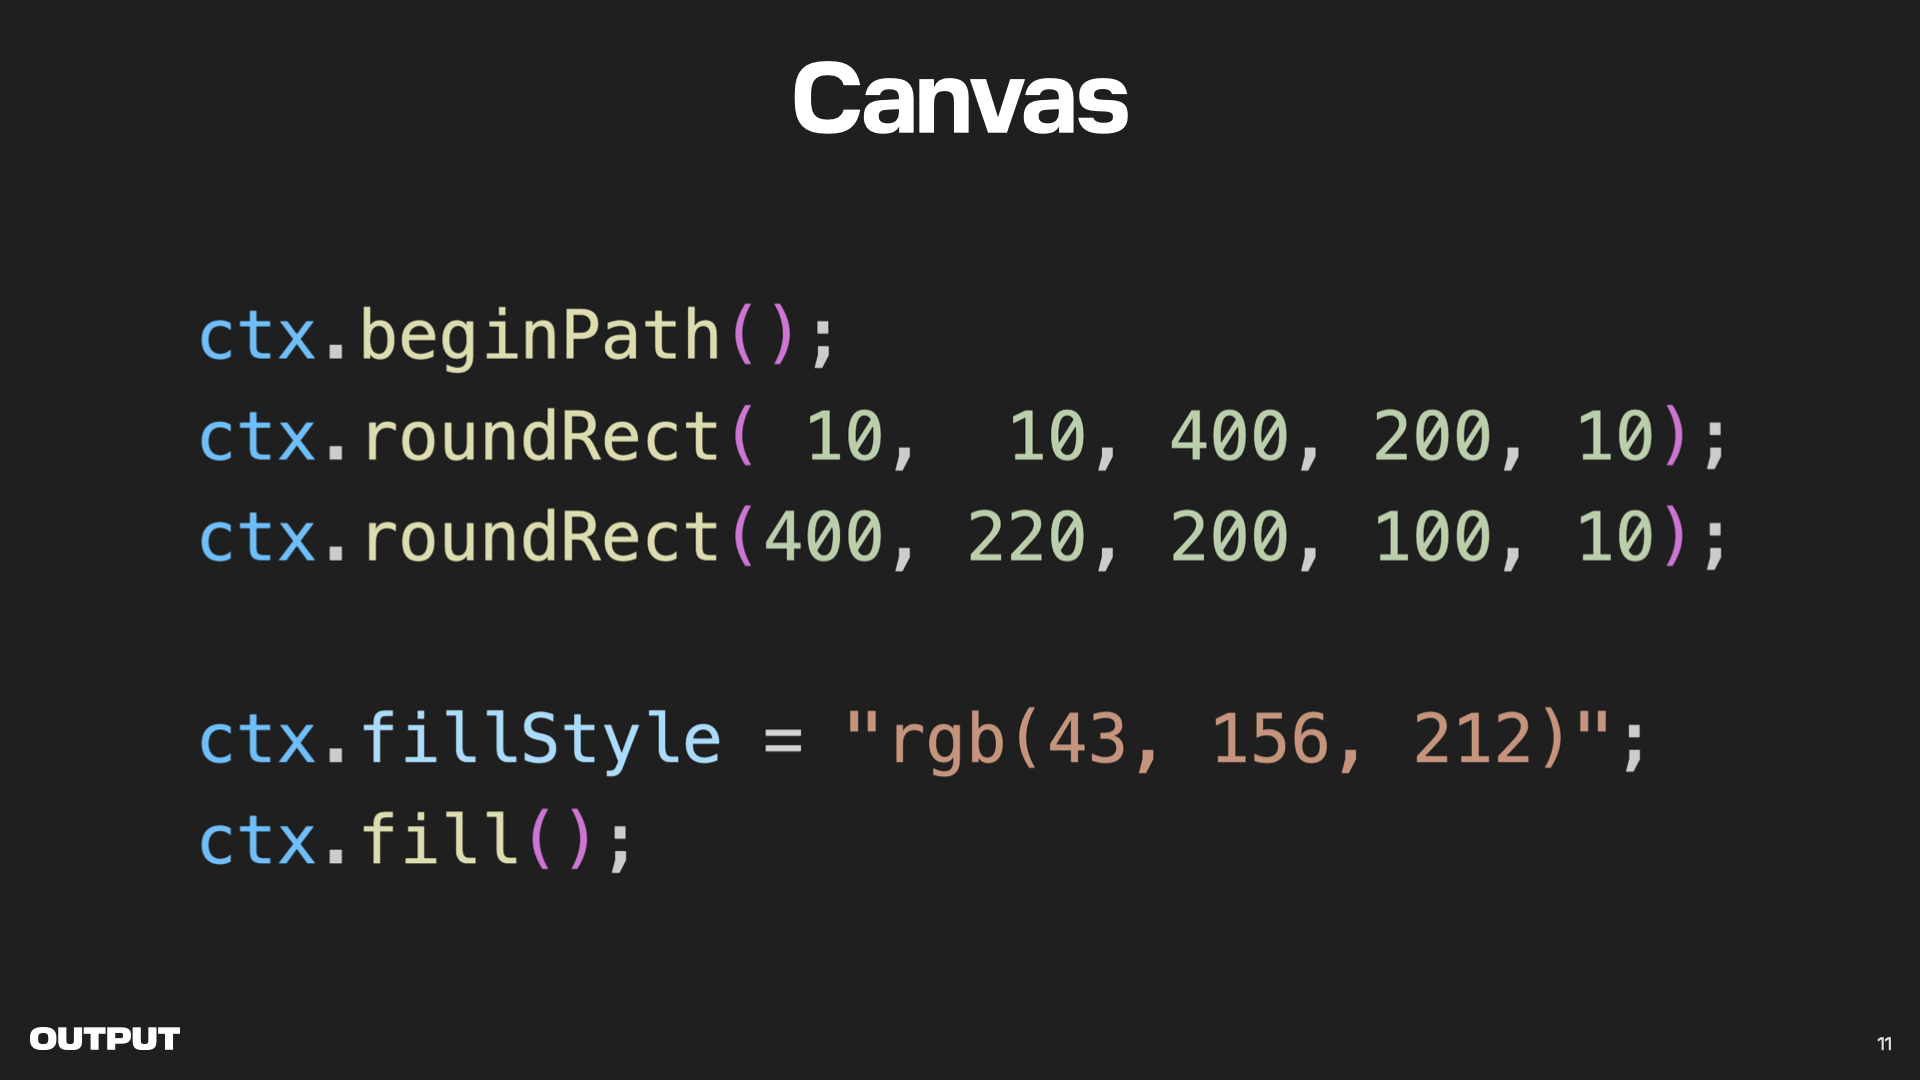 Canvas
ctx.beginPath();
ctx.roundRect( 10,  10, 400, 200, 10);
ctx.roundRect(400, 220, 200, 100, 10);
ctx.fillStyle = "rgb(43, 156, 212)";
ctx.fill();
OUTPUT
11